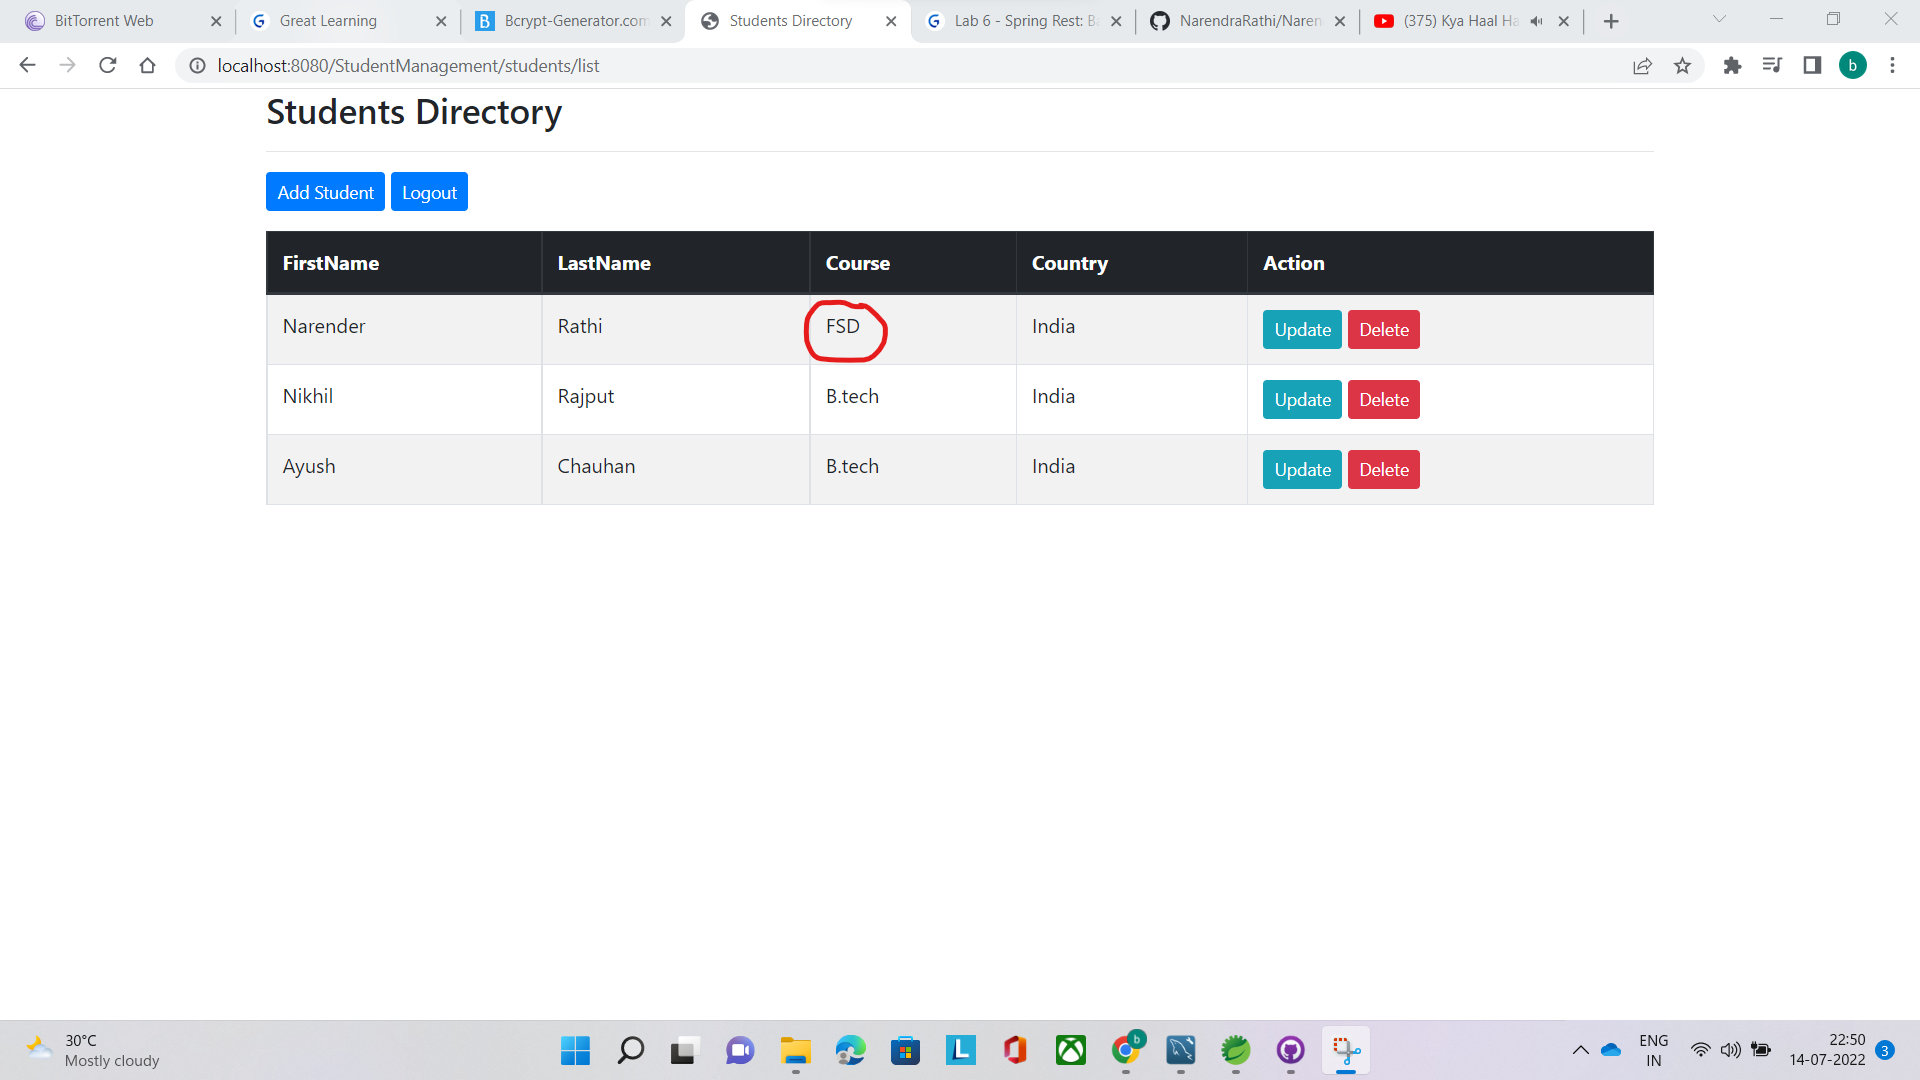 BitTorrent Web
Great Learning
Bcrypt-Generator.com
Students Directory
Lab 6 - Spring Rest: Ba
NarendraRathi/Naren
(375) Kya Haal Ha
localhost:8080/StudentManagement/students/list
b
Students Directory
Add Student Logout
FirstName LastName Course Country Action
Narender Rathi FSD India Update Delete
Nikhil Rajput B.tech India Update Delete
Ayush Chauhan B.tech India Update Delete
30°C
Mostly cloudy
b
ENG
IN
22:50
14-07-2022
3